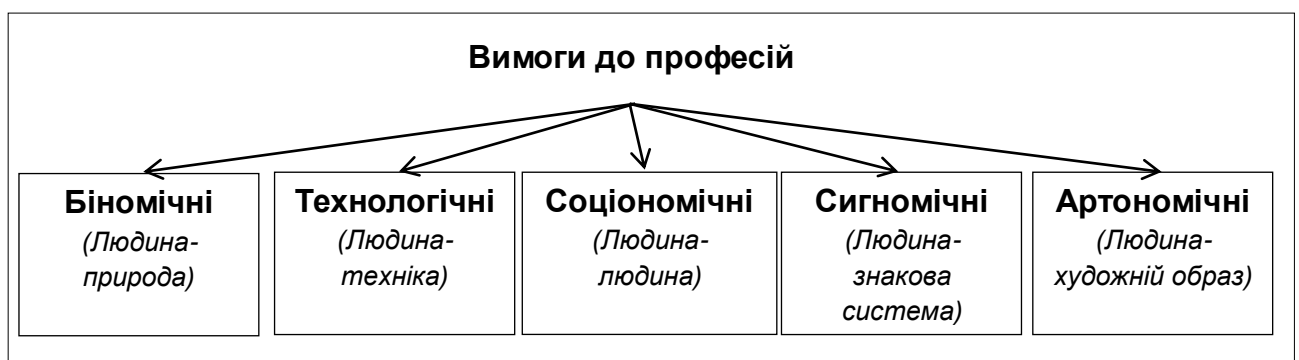 Вимоги до професій
Біномічні
(Людина-
природа)
Технологічні
(Людина-
техніка)
Соціономічні
(Людина-
людина)
Сигномічні
(Людина-
знакова
система)
Артономічні
(Людина-
художній образ)